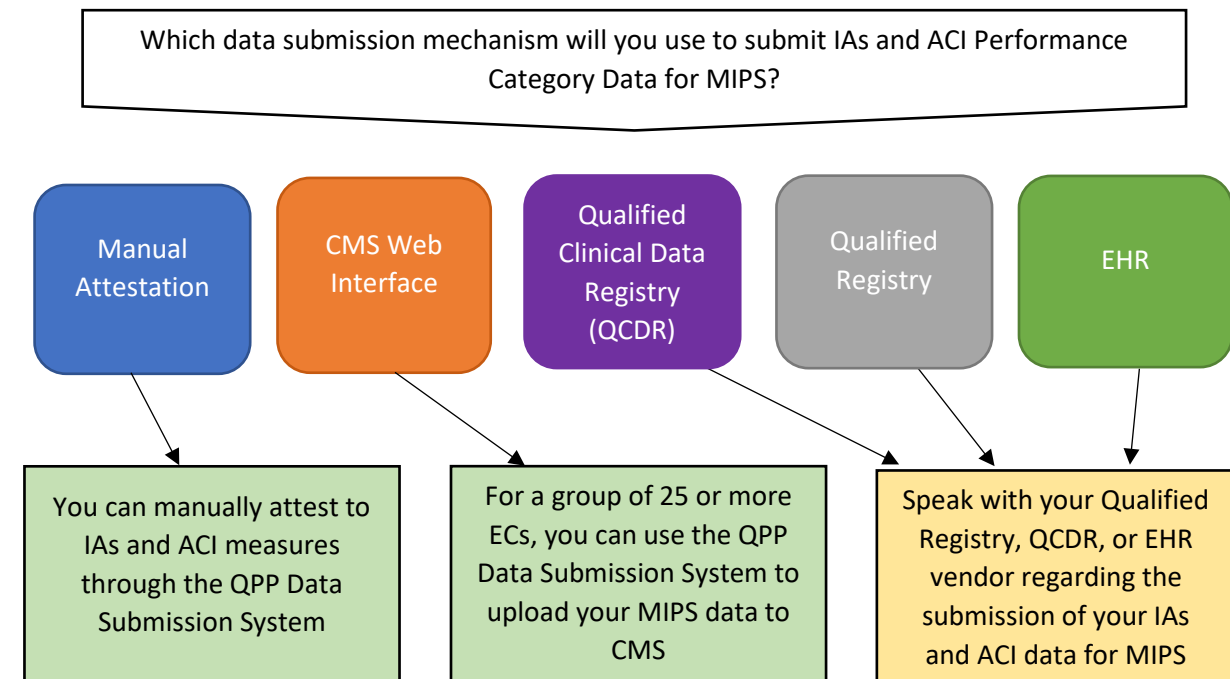 Which data submission mechanism will you use to submit IAs and ACI Performance
Category Data for MIPS?
Manual
Attestation
CMS Web
Interface
Qualified
Clinical Data
Registry
(QCDR)
Qualified
Registry
EHR
You can manually attest to
IAs and ACI measures
through the QPP Data
Submission System
For a group of 25 or more
ECs, you can use the QPP
Data Submission System to
upload your MIPS data to
CMS
Speak with your Qualified
Registry, QCDR, or EHR
vendor regarding the
submission of your IAs
and ACI data for MIPS